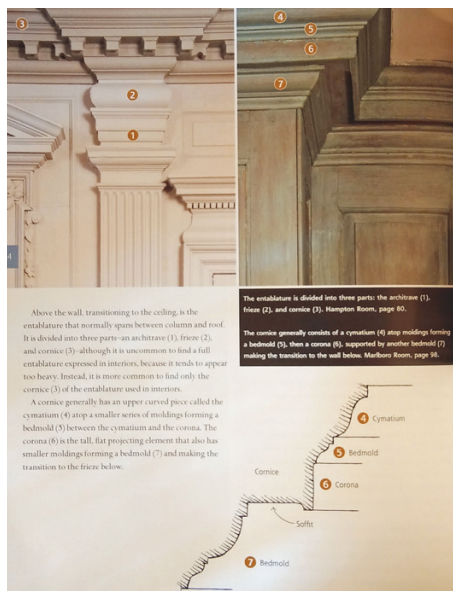 3
2
1
4
5
6
7
4
The entablature is divided into three parts: the architrave (1),
frieze (2), and cornice (3). Hampton Room, page 80.
The cornice generally consists of a cymatium (4) atop moldings forming
a bedmold (5), then a corona (6), supported by another bedmold (7)
making the transition to the wall below. Marlboro Room, page 98.
Above the wall, transitioning to the ceiling, is the
entablature that normally spans between column and roof.
It is divided into three parts–an architrave (1), frieze (2),
and cornice (3)–although it is uncommon to find a full
entablature expressed in interiors, because it tends to appear
too heavy. Instead, it is more common to find only the
cornice (3) of the entablature used in interiors.
A cornice generally has an upper curved piece called the
cymatium (4) atop a smaller series of moldings forming a
bedmold (5) between the cymatium and the corona. The
corona (6) is the tall, flat projecting element that also has
smaller moldings forming a bedmold (7) and making the
transition to the frieze below.
4 Cymatium
5 Bedmold
Cornice
6 Corona
Soffit
7 Bedmold